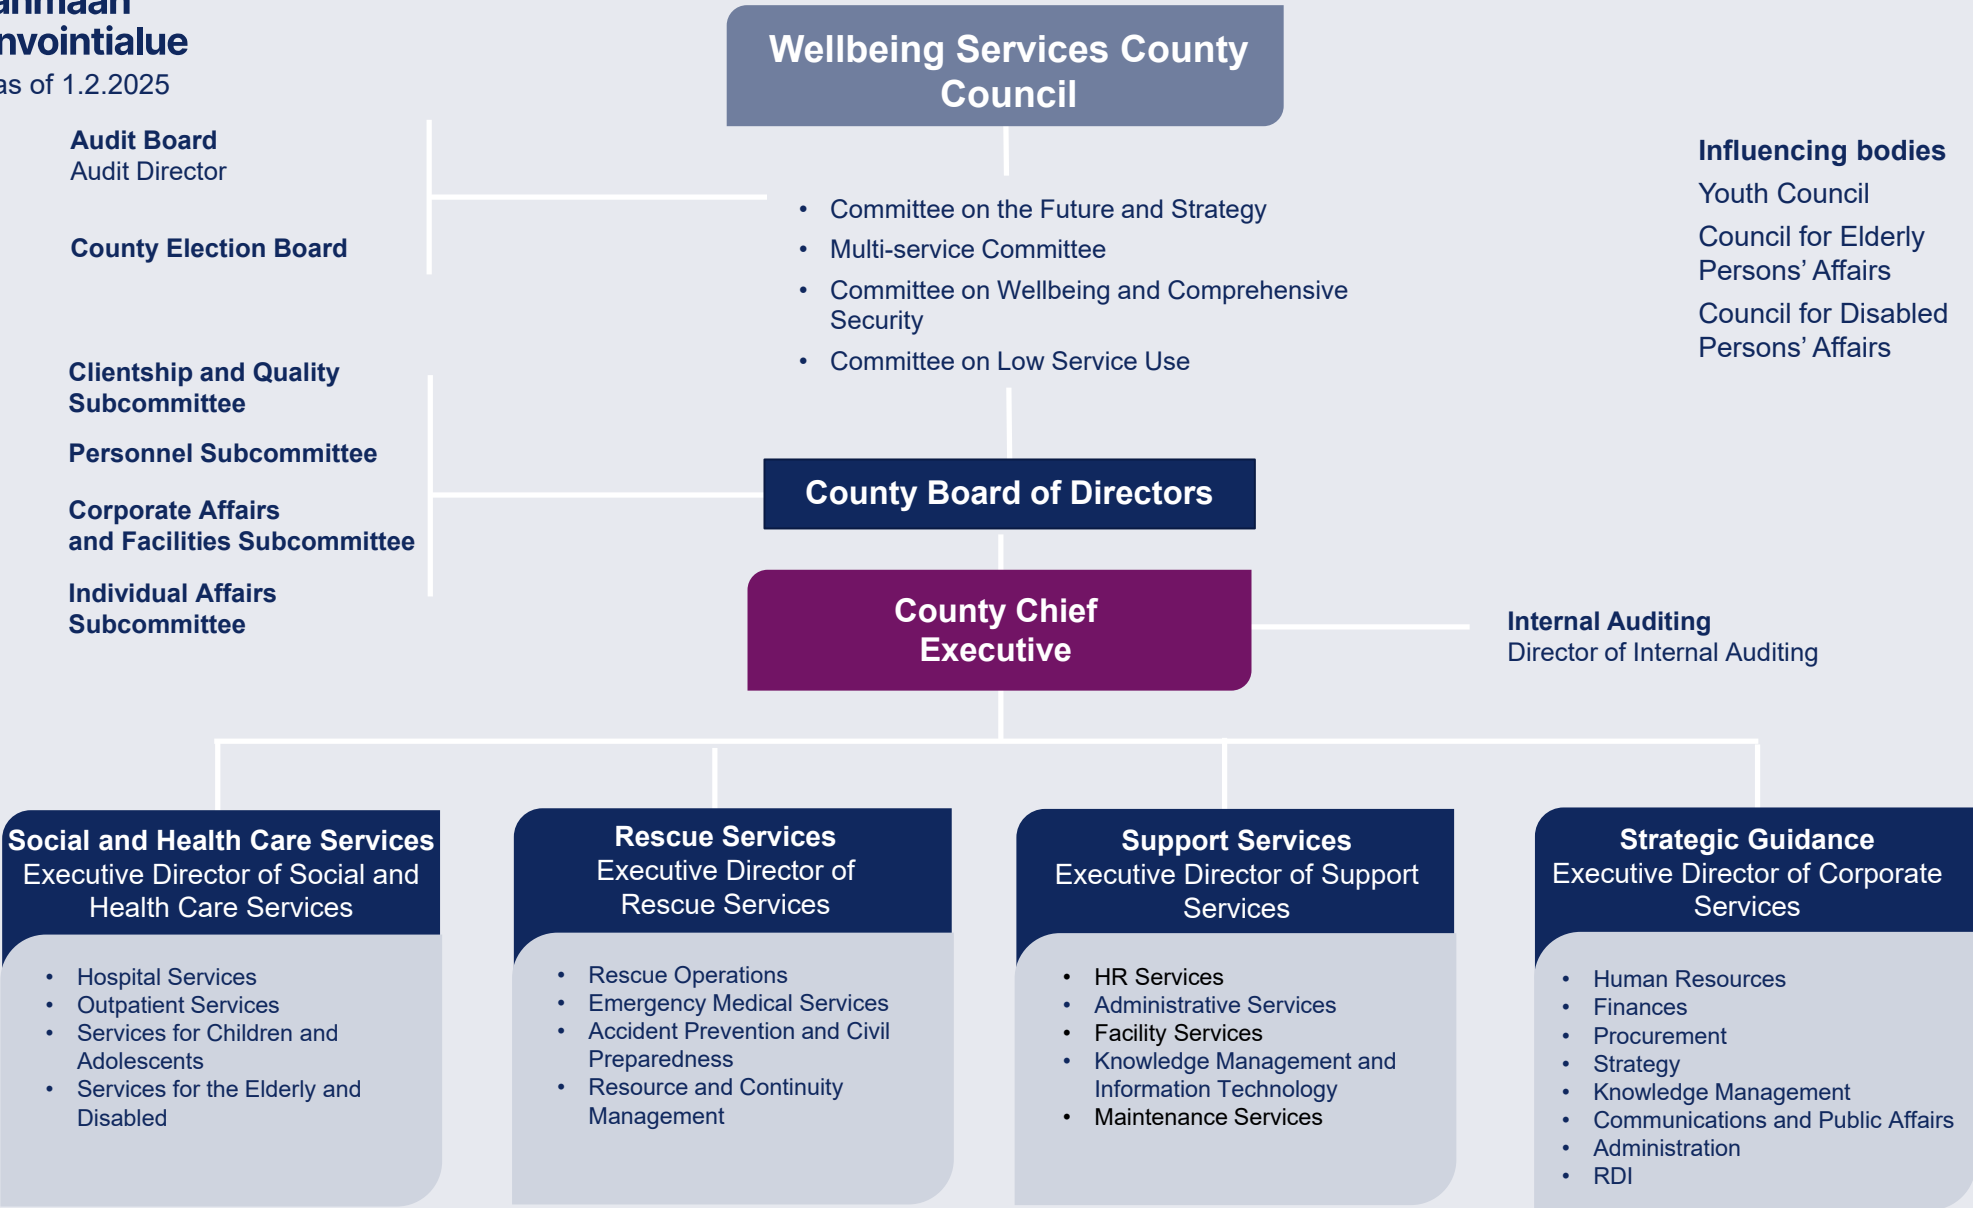 as of 1.2.2025
Wellbeing Services County
Council
Audit Board
Audit Director
County Election Board
• Committee on the Future and Strategy
• Multi-service Committee
• Committee on Wellbeing and Comprehensive
Security
• Committee on Low Service Use
Influencing bodies
Youth Council
Council for Elderly
Persons’ Affairs
Council for Disabled
Persons’ Affairs
Clientship and Quality
Subcommittee
Personnel Subcommittee
Corporate Affairs
and Facilities Subcommittee
Individual Affairs
Subcommittee
County Board of Directors
County Chief
Executive
Internal Auditing
Director of Internal Auditing
Social and Health Care Services
Executive Director of Social and
Health Care Services
• Hospital Services
• Outpatient Services
• Services for Children and
Adolescents
• Services for the Elderly and
Disabled
Rescue Services
Executive Director of
Rescue Services
• Rescue Operations
• Emergency Medical Services
• Accident Prevention and Civil
Preparedness
• Resource and Continuity
Management
Support Services
Executive Director of Support
Services
• HR Services
• Administrative Services
• Facility Services
• Knowledge Management and
Information Technology
• Maintenance Services
Strategic Guidance
Executive Director of Corporate
Services
• Human Resources
• Finances
• Procurement
• Strategy
• Knowledge Management
• Communications and Public Affairs
• Administration
• RDI